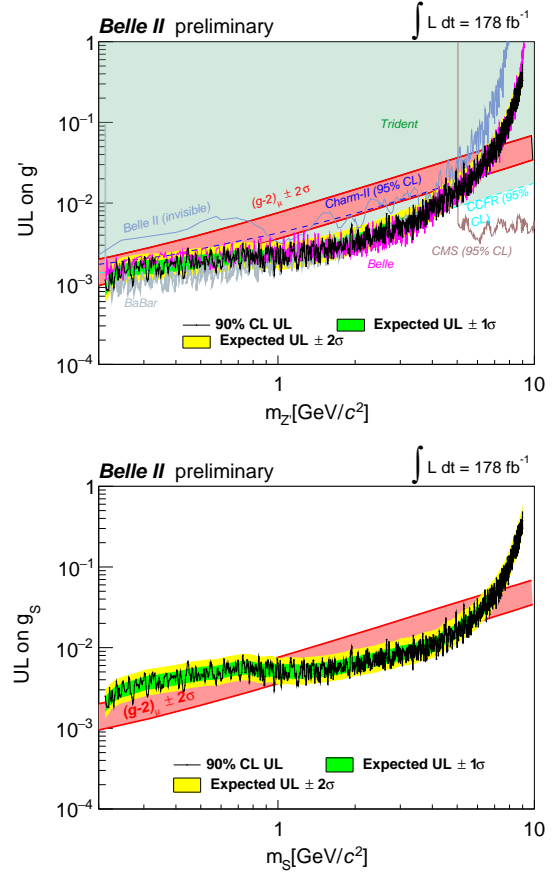 Belle II preliminary
∫ L dt = 178 fb⁻¹
UL on g'
1
10⁻¹
10⁻²
10⁻³
10⁻⁴
Trident
(g-2)μ ± 2σ
Charm-II (95% CL)
Belle II (invisible)
CCFR (95%
CL)
CMS (95% CL)
Belle
BaBar
90% CL UL
Expected UL ± 1σ
Expected UL ± 2σ
1
10
m_Z'[GeV/c²]
Belle II preliminary
∫ L dt = 178 fb⁻¹
UL on g_S
1
10⁻¹
10⁻²
10⁻³
10⁻⁴
(g-2)μ ± 2σ
90% CL UL
Expected UL ± 1σ
Expected UL ± 2σ
1
10
m_S[GeV/c²]